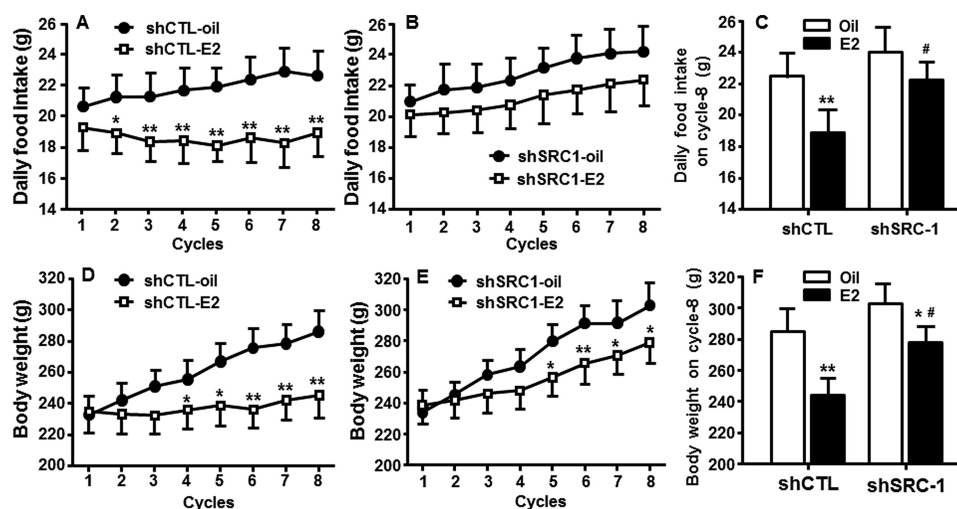 A
shCTL-oil
shCTL-E2
Daily food intake (g)
26
24
22
20
18
16
14
* ** ** ** ** ** **
1 2 3 4 5 6 7 8
Cycles
B
Daily food intake (g)
26
24
22
20
18
16
14
shSRC1-oil
shSRC1-E2
1 2 3 4 5 6 7 8
Cycles
C
Oil
E2
Daily food intake
on cycle-8 (g)
26
24
22
20
18
16
14
**
#
shCTL shSRC-1
D
shCTL-oil
shCTL-E2
Body weight (g)
320
300
280
260
240
220
200
* * ** ** **
1 2 3 4 5 6 7 8
Cycles
E
shSRC1-oil
shSRC1-E2
Body weight (g)
320
300
280
260
240
220
200
* ** * *
1 2 3 4 5 6 7 8
Cycles
F
Oil
E2
Body weight on cycle-8 (g)
320
300
280
260
240
220
200
**
* #
shCTL shSRC-1